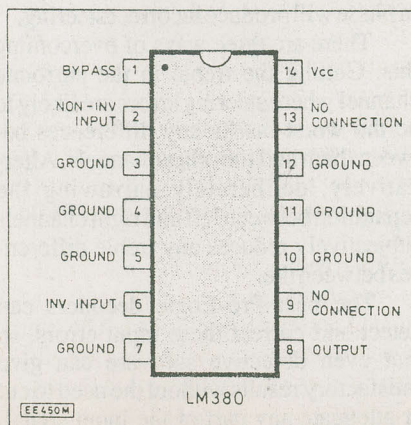 BYPASS 1
NON-INV
INPUT 2
GROUND 3
GROUND 4
GROUND 5
INV. INPUT 6
GROUND 7
14 Vcc
13 NO
CONNECTION
12 GROUND
11 GROUND
10 GROUND
9 NO
CONNECTION
8 OUTPUT
LM380
EE450M